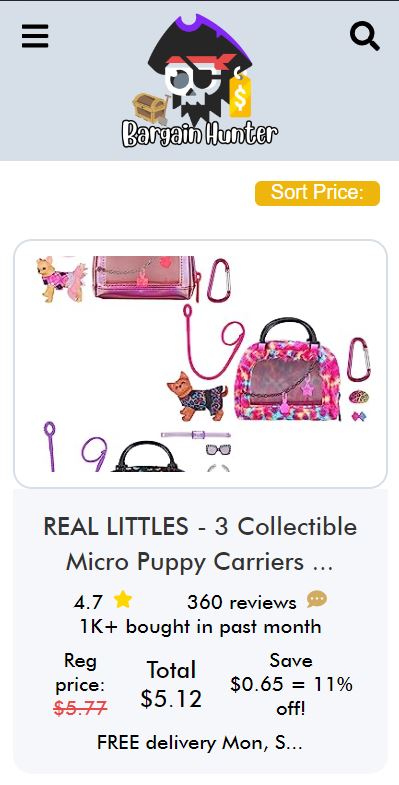 $
Bargain Hunter
Sort Price:
REAL LITTLES - 3 Collectible
Micro Puppy Carriers ...
4.7 360 reviews
1K+ bought in past month
Reg
price:
$5.77
Total
$5.12
Save
$0.65 = 11%
off!
FREE delivery Mon, S...